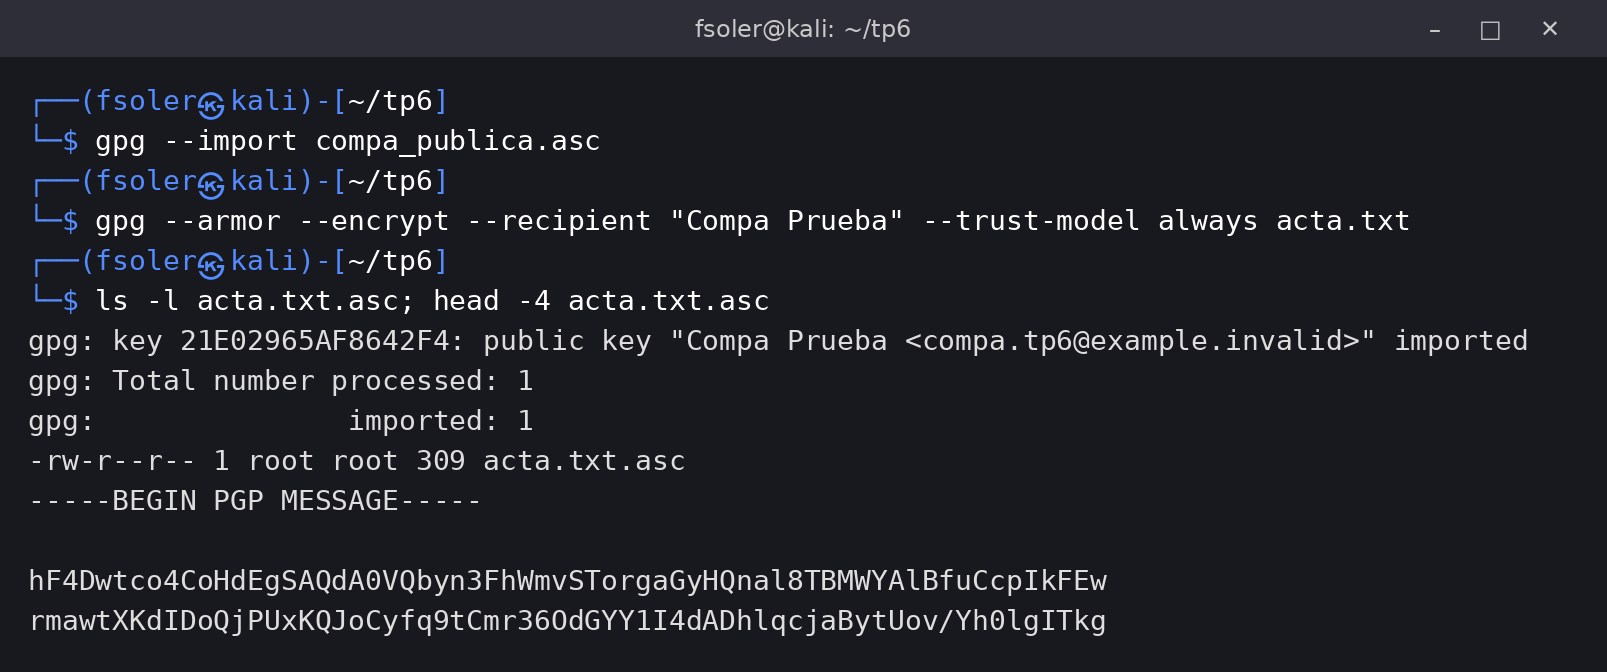 fsoler@kali: ~/tp6
┌──(fsoler㉿kali)-[~/tp6]
└─$ gpg --import compa_publica.asc
┌──(fsoler㉿kali)-[~/tp6]
└─$ gpg --armor --encrypt --recipient "Compa Prueba" --trust-model always acta.txt
┌──(fsoler㉿kali)-[~/tp6]
└─$ ls -l acta.txt.asc; head -4 acta.txt.asc
gpg: key 21E02965AF8642F4: public key "Compa Prueba <compa.tp6@example.invalid>" imported
gpg: Total number processed: 1
gpg:               imported: 1
-rw-r--r-- 1 root root 309 acta.txt.asc
-----BEGIN PGP MESSAGE-----

hF4Dwtco4CoHdEgSAQdA0VQbyn3FhWmvSTorgaGyHQnal8TBMWYAlBfuCcpIkFEw
rmawtXKdIDoQjPUxKQJoCyfq9tCmr36OdGYY1I4dADhlqcjaBytUov/Yh0lgITkg